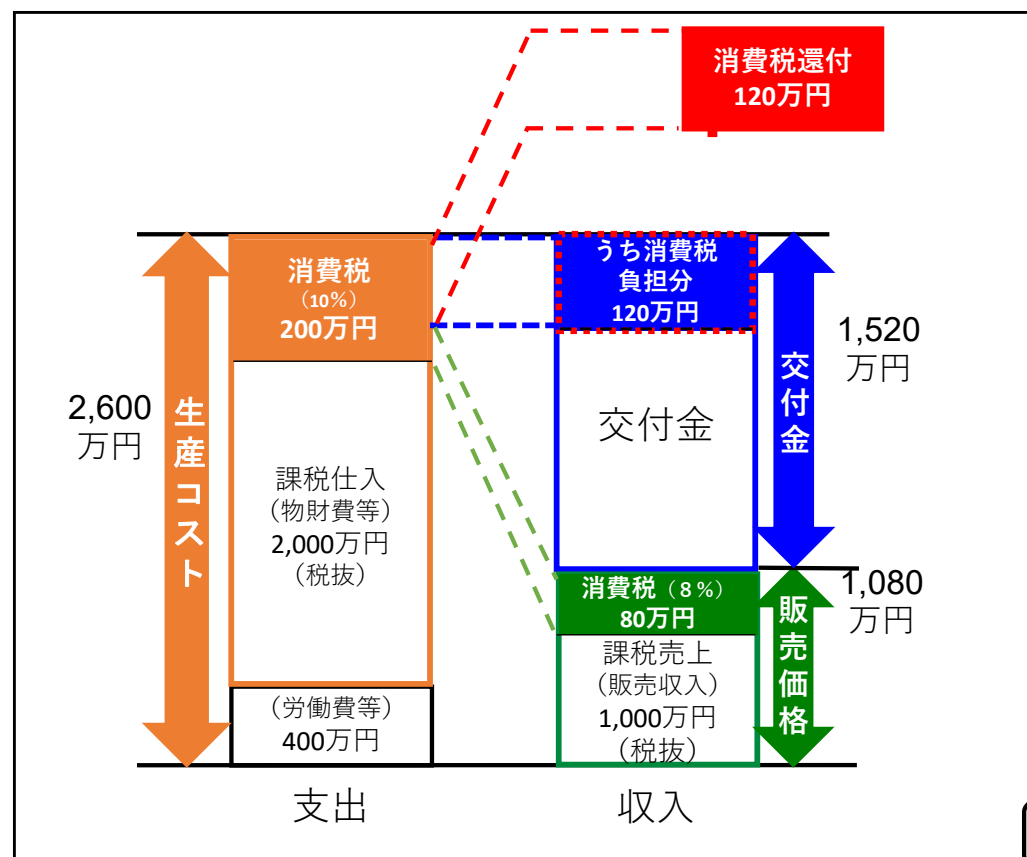 消費税還付
120万円
消費税
（10％）
200万円
うち消費税
負担分
120万円
1,520
万円
交付金
交付金
2,600
万円
生産コスト
課税仕入
（物財費等）
2,000万円
（税抜）
消費税（８％）
80万円
1,080
万円
販売価格
課税売上
（販売収入）
1,000万円
（税抜）
（労働費等）
400万円
支出
収入